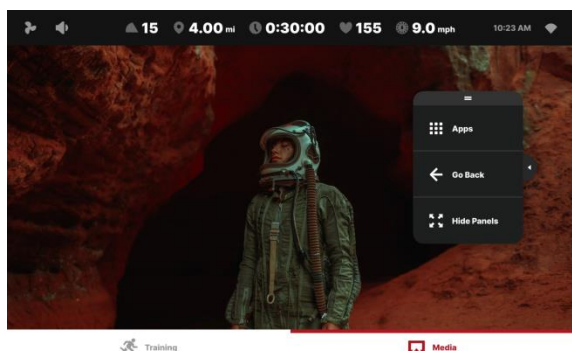 15 4.00 mi 0:30:00 155 9.0 mph 10:23 AM
Apps
Go Back
Hide Panels
Training Media